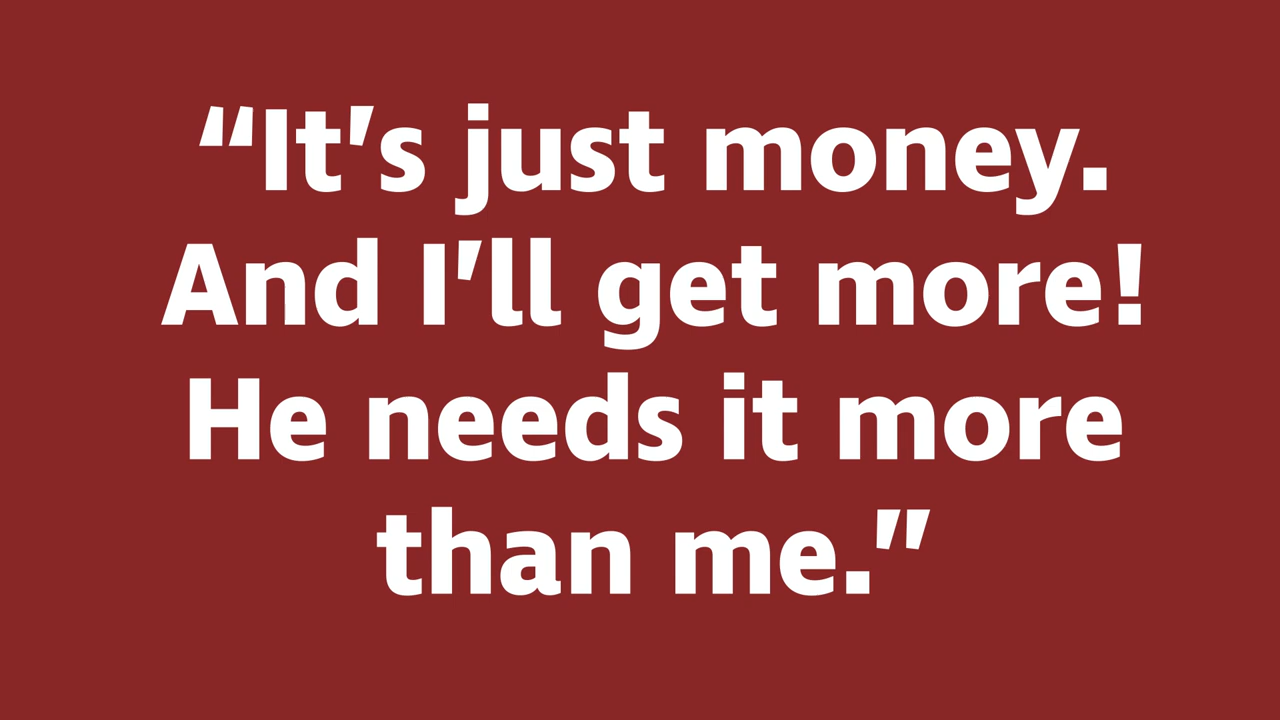 “It’s just money.
And I’ll get more!
He needs it more
than me.”